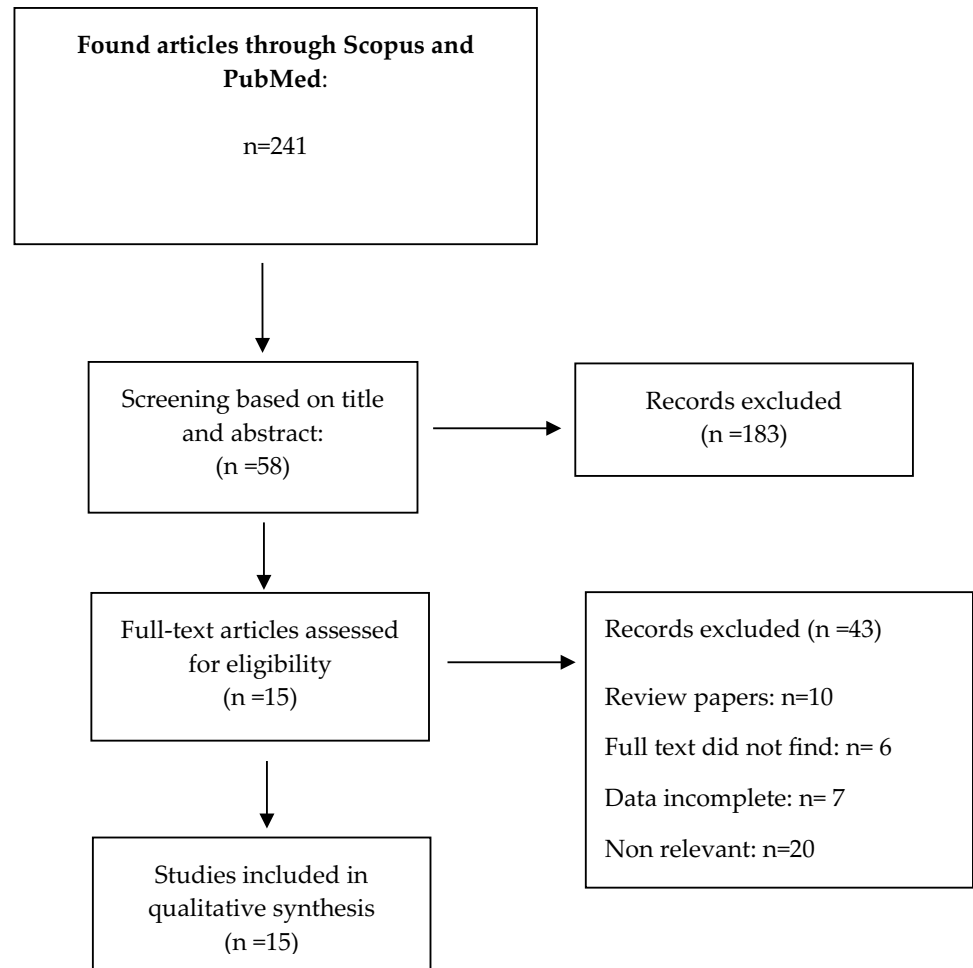 Found articles through Scopus and
PubMed:
n=241
Screening based on title
and abstract:
(n =58)
Records excluded
(n =183)
Full-text articles assessed
for eligibility
(n =15)
Records excluded (n =43)
Review papers: n=10
Full text did not find: n= 6
Data incomplete: n= 7
Non relevant: n=20
Studies included in
qualitative synthesis
(n =15)